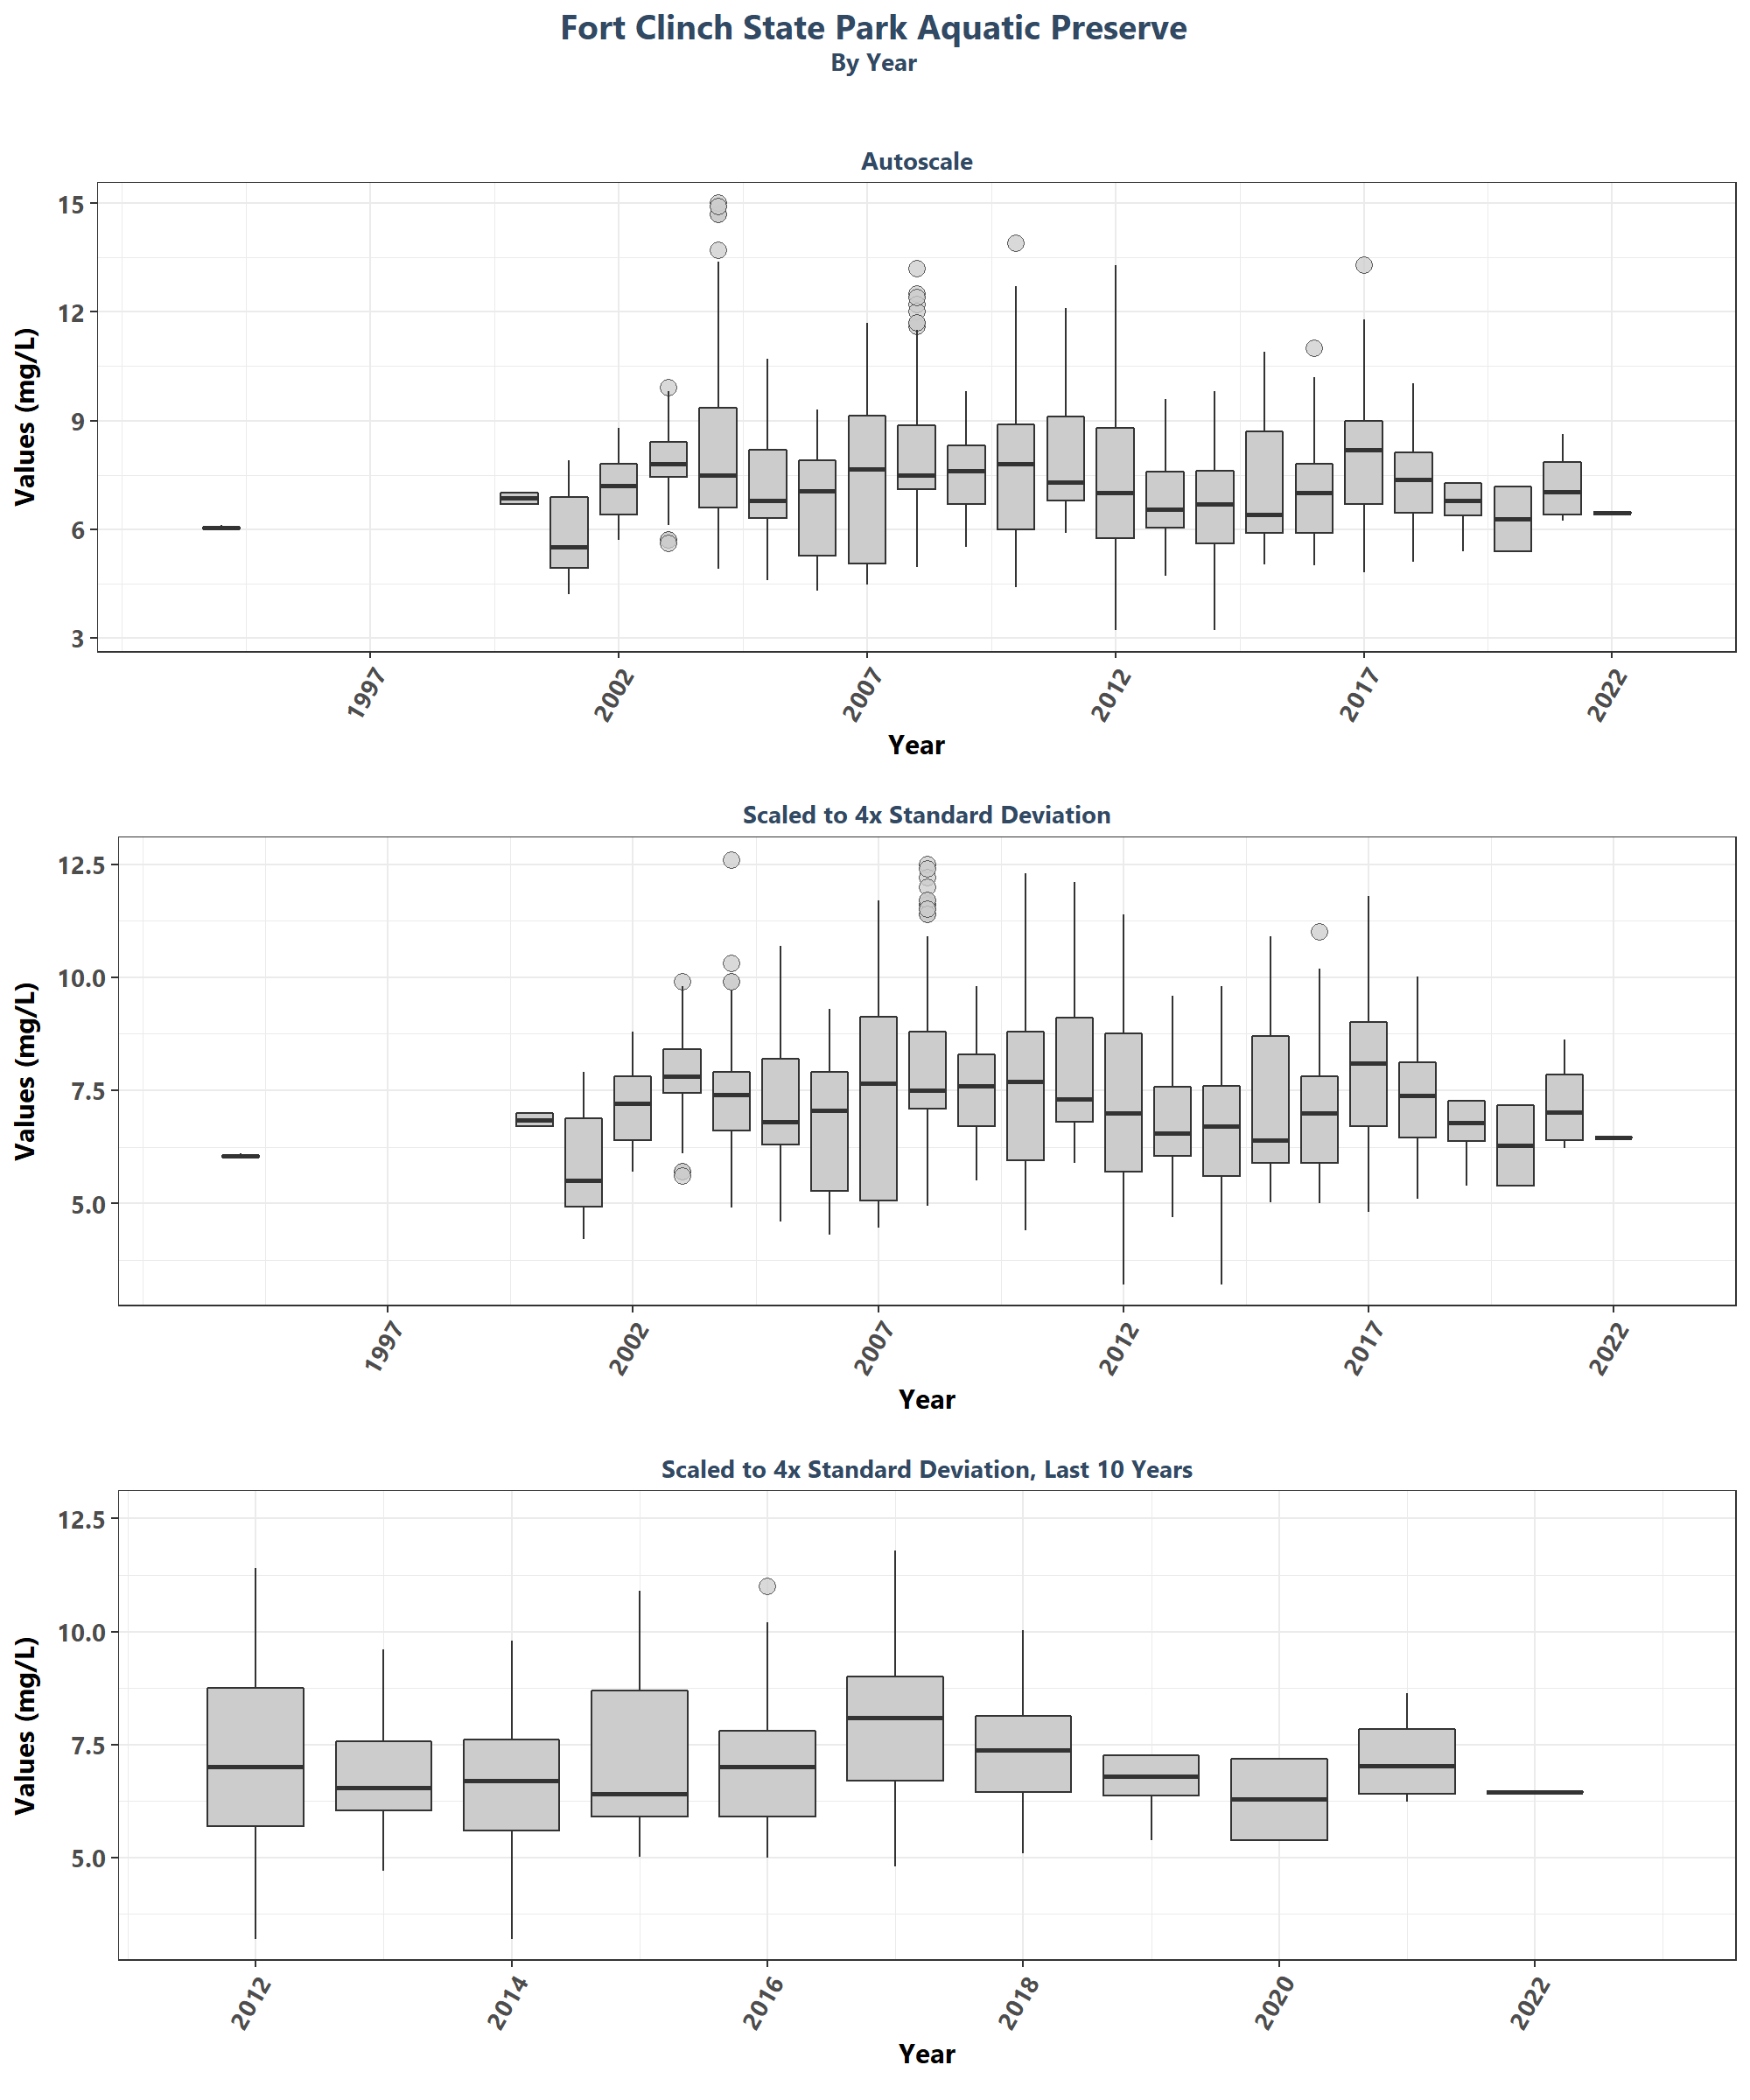 Fort Clinch State Park Aquatic Preserve
By Year
Autoscale
Values (mg/L)
15
12
9
6
3
1997
2002
2007
2012
2017
2022
Year
Scaled to 4x Standard Deviation
Values (mg/L)
12.5
10.0
7.5
5.0
1997
2002
2007
2012
2017
2022
Year
Scaled to 4x Standard Deviation, Last 10 Years
Values (mg/L)
12.5
10.0
7.5
5.0
2012
2014
2016
2018
2020
2022
Year